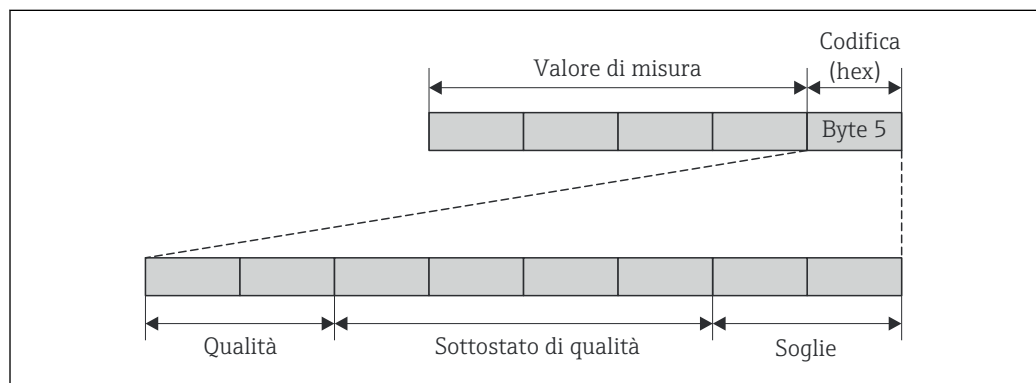 Codifica
(hex)
Valore di misura
Byte 5
Qualità
Sottostato di qualità
Soglie